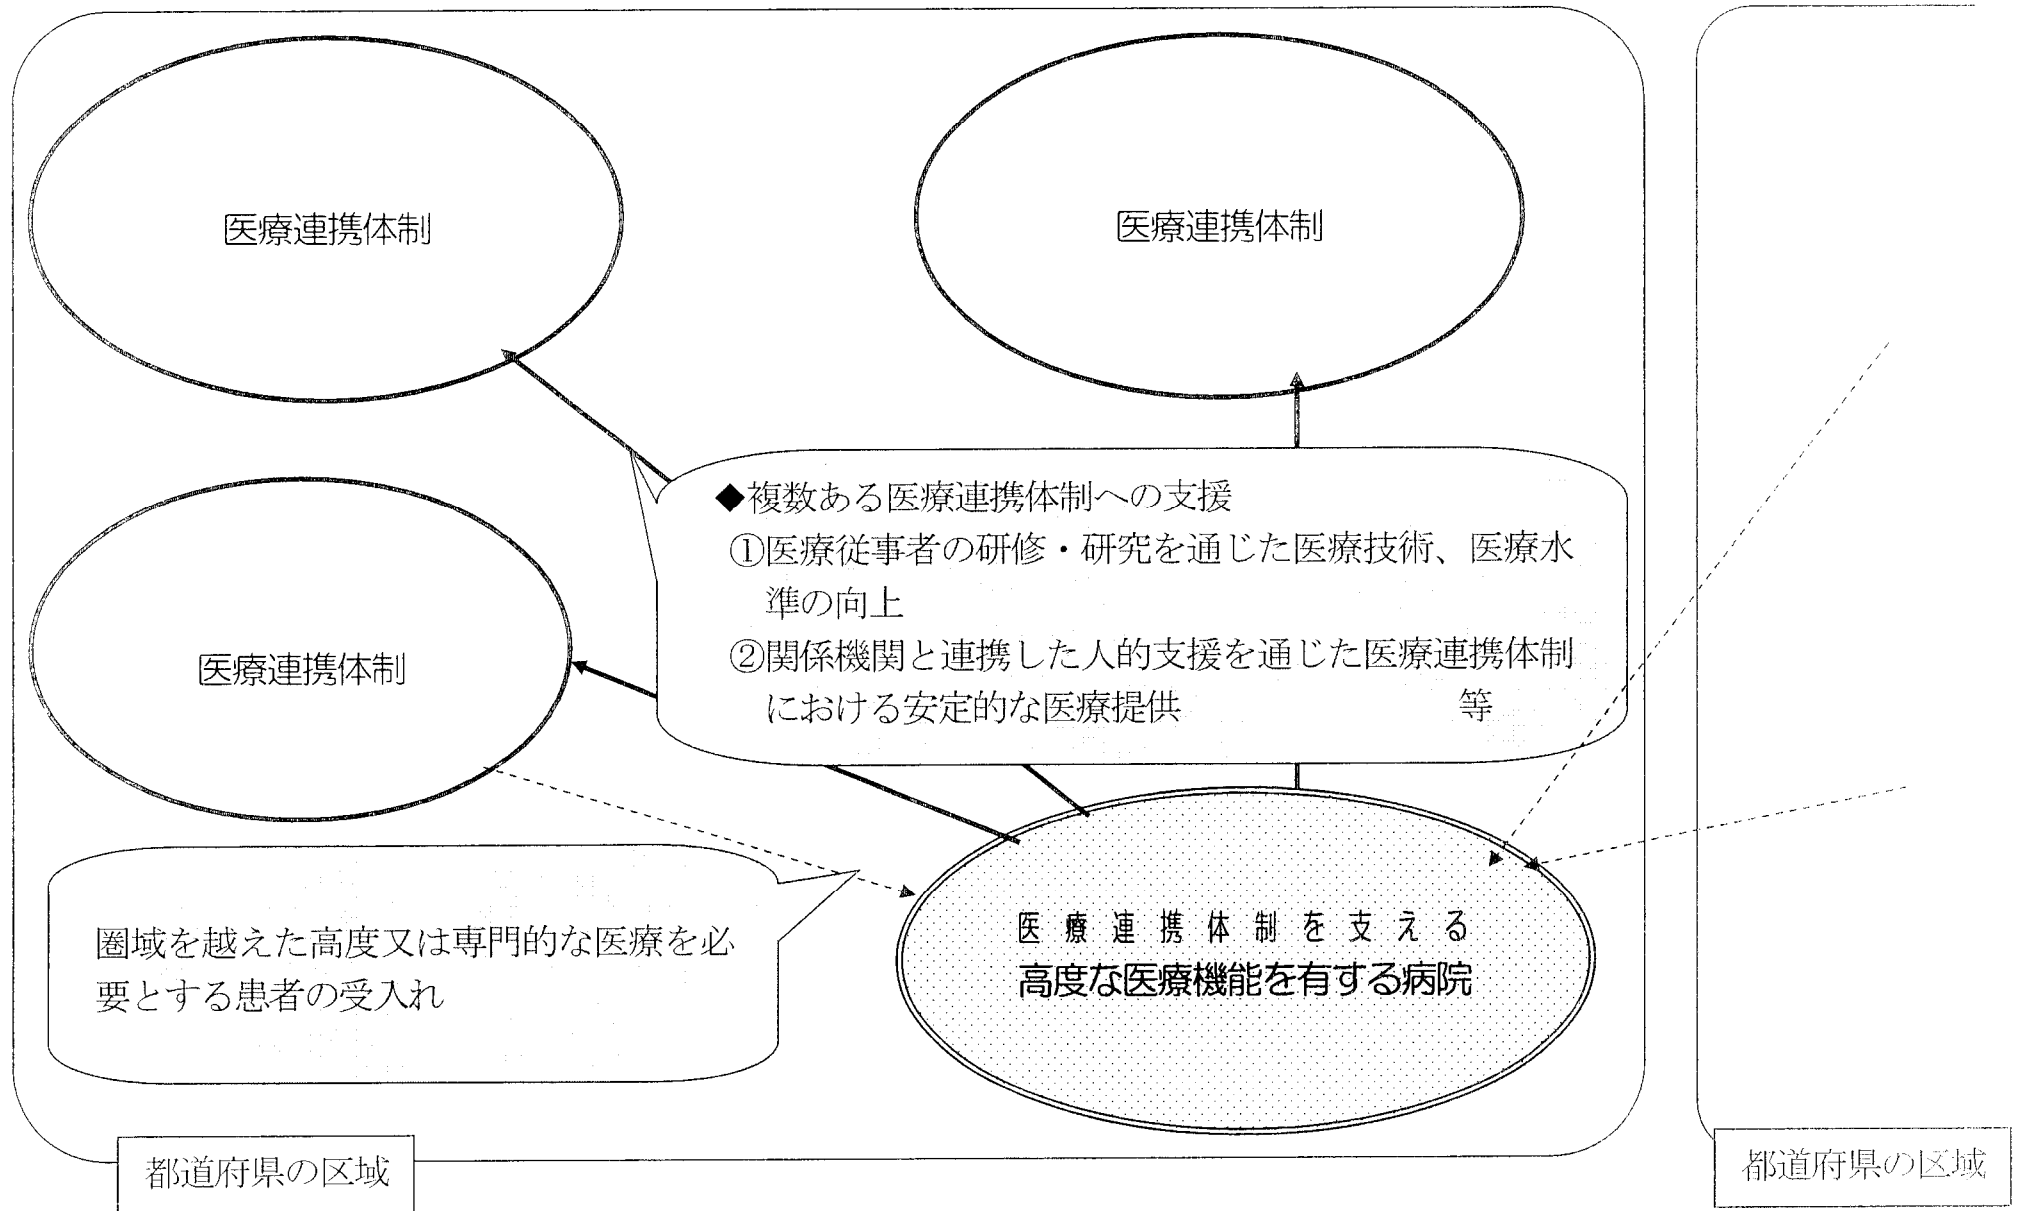 医療連携体制
医療連携体制
◆複数ある医療連携体制への支援
①医療従事者の研修・研究を通じた医療技術、医療水
準の向上
②関係機関と連携した人的支援を通じた医療連携体制
における安定的な医療提供 等
医療連携体制
圏域を越えた高度又は専門的な医療を必
要とする患者の受入れ
医療連携体制を支える
高度な医療機能を有する病院
都道府県の区域
都道府県の区域